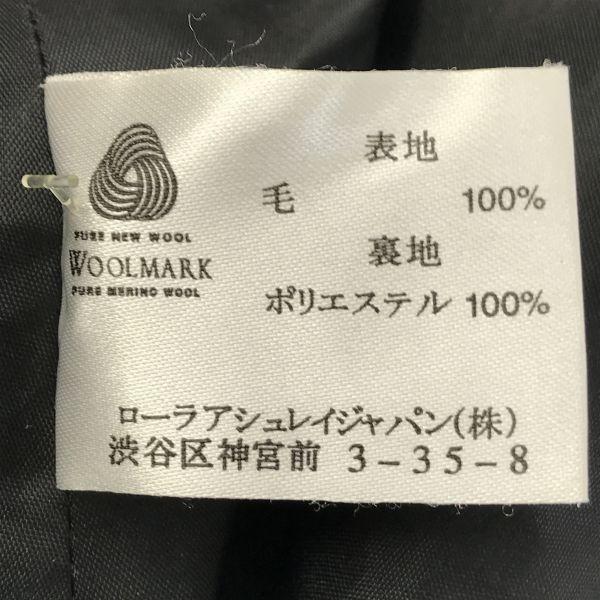 PURE NEW WOOL
WOOLMARK
PURE MERINO WOOL
表地
毛 100%
裏地
ポリエステル 100%
ローラアシュレイジャパン(株)
渋谷区神宮前 3-35-8